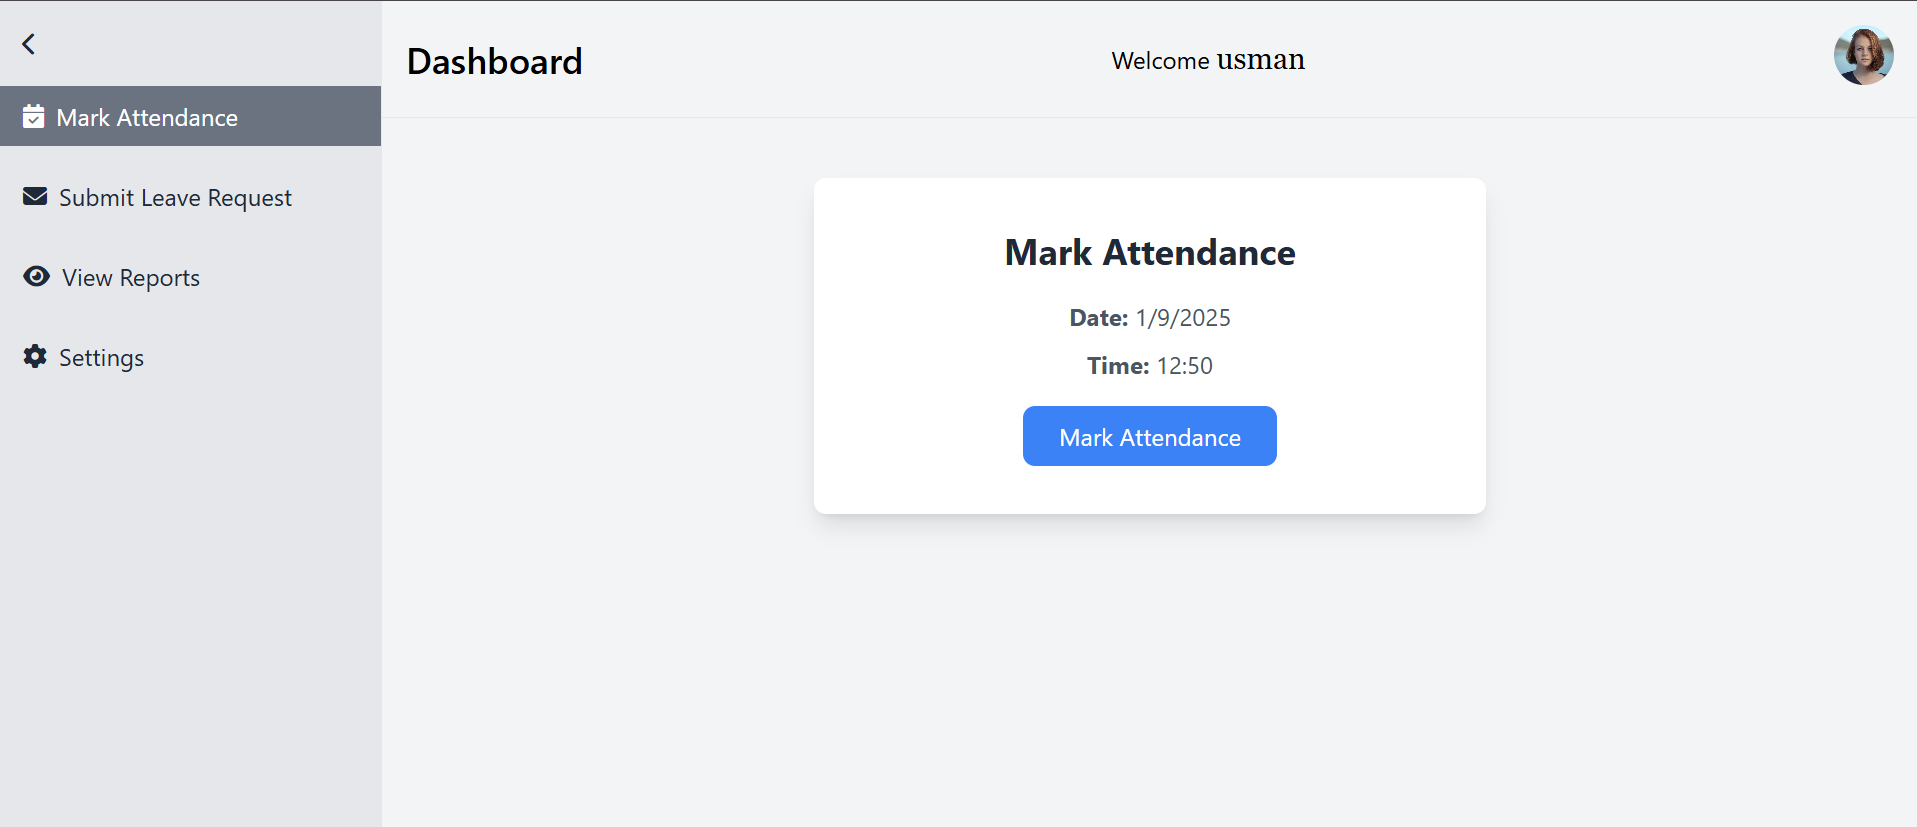 Dashboard
Welcome usman
Mark Attendance
Submit Leave Request
View Reports
Settings
Mark Attendance
Date: 1/9/2025
Time: 12:50
Mark Attendance